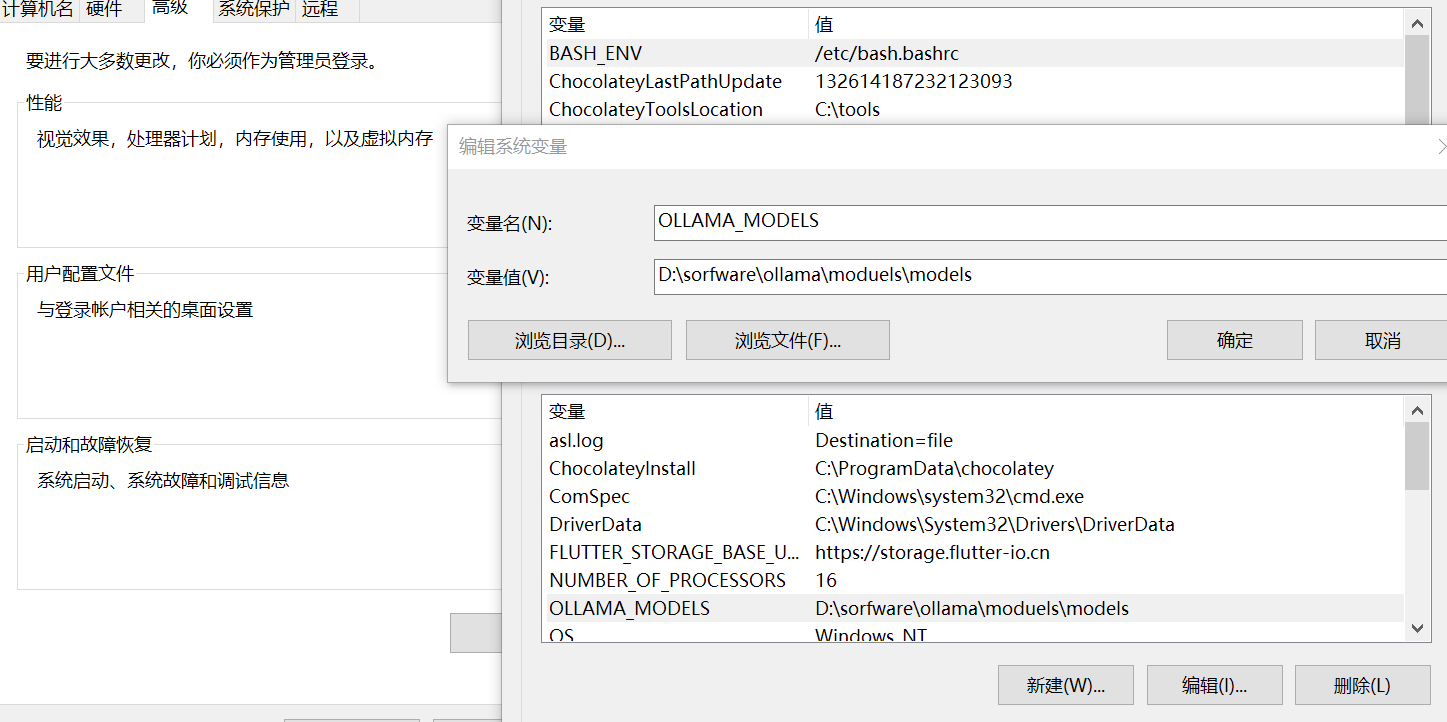 计算机名 硬件 高级 系统保护 远程
要进行大多数更改，你必须作为管理员登录。
性能
视觉效果，处理器计划，内存使用，以及虚拟内存
用户配置文件
与登录帐户相关的桌面设置
启动和故障恢复
系统启动、系统故障和调试信息
变量 值
BASH_ENV /etc/bash.bashrc
ChocolateyLastPathUpdate 132614187232123093
ChocolateyToolsLocation C:\tools
编辑系统变量
变量名(N): OLLAMA_MODELS
变量值(V): D:\sorfware\ollama\moduels\models
浏览目录(D)... 浏览文件(F)... 确定 取消
变量 值
asl.log Destination=file
ChocolateyInstall C:\ProgramData\chocolatey
ComSpec C:\Windows\system32\cmd.exe
DriverData C:\Windows\System32\Drivers\DriverData
FLUTTER_STORAGE_BASE_U... https://storage.flutter-io.cn
NUMBER_OF_PROCESSORS 16
OLLAMA_MODELS D:\sorfware\ollama\moduels\models
OS Windows_NT
新建(W)... 编辑(I)... 删除(L)